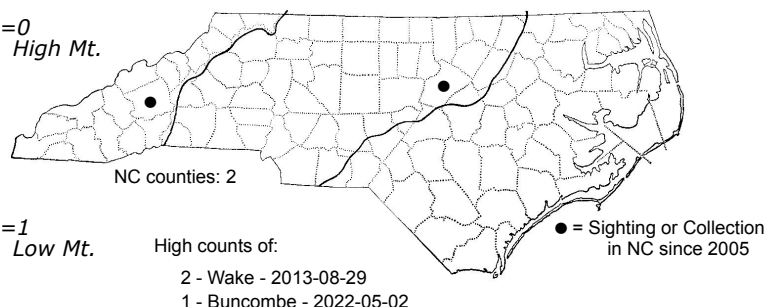 =0
High Mt.
NC counties: 2
=1
Low Mt.
High counts of:
2 - Wake - 2013-08-29
1 - Buncombe - 2022-05-02
● = Sighting or Collection
in NC since 2005